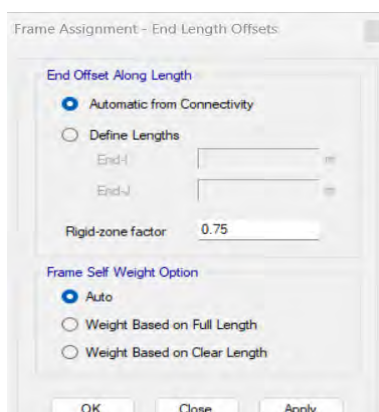 Frame Assignment - End Length Offsets
End Offset Along Length
Automatic from Connectivity
Define Lengths
End-I m
End-J m
Rigid-zone factor 0.75
Frame Self Weight Option
Auto
Weight Based on Full Length
Weight Based on Clear Length
OK Close Apply